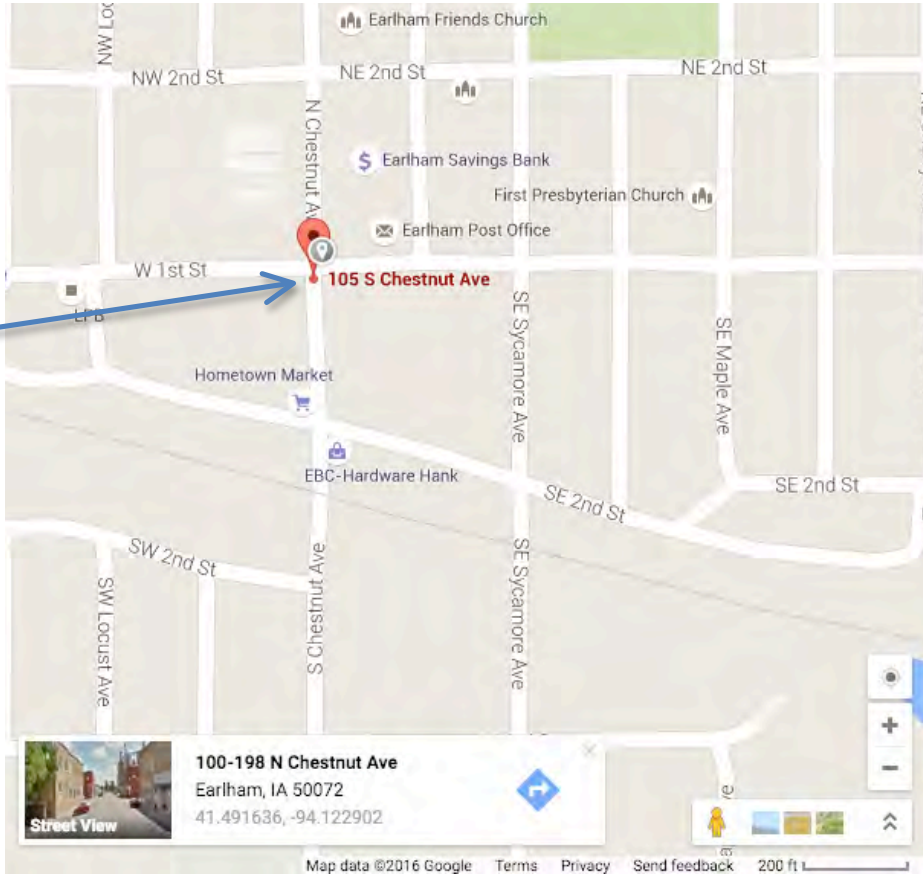 Earlham Friends Church
NW Loc
NW 2nd St
NE 2nd St
NE 2nd St
N Chestnut Av
$ Earlham Savings Bank
First Presbyterian Church
Earlham Post Office
W 1st St
105 S Chestnut Ave
LPB
SE Sycamore Ave
SE Maple Ave
Hometown Market
EBC-Hardware Hank
SE 2nd St
SE 2nd St
SW 2nd St
S Chestnut Ave
SE Sycamore Ave
SW Locust Ave
100-198 N Chestnut Ave
Earlham, IA 50072
41.491636, -94.122902
Street View
Map data ©2016 Google Terms Privacy Send feedback 200 ft